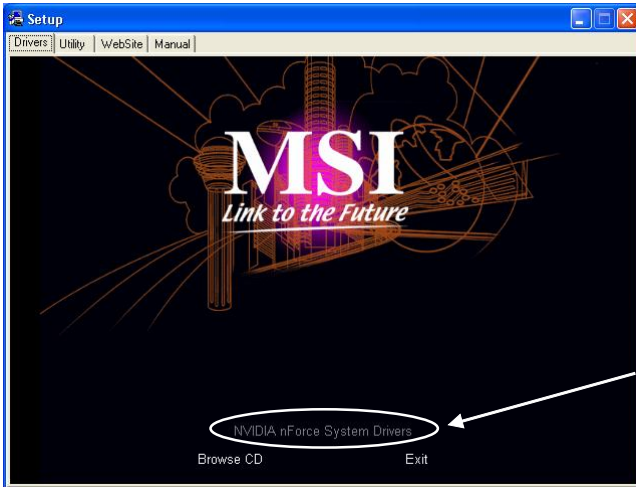 Setup
Drivers Utility WebSite Manual
MSI
Link to the Future
NVIDIA nForce System Drivers
Browse CD Exit